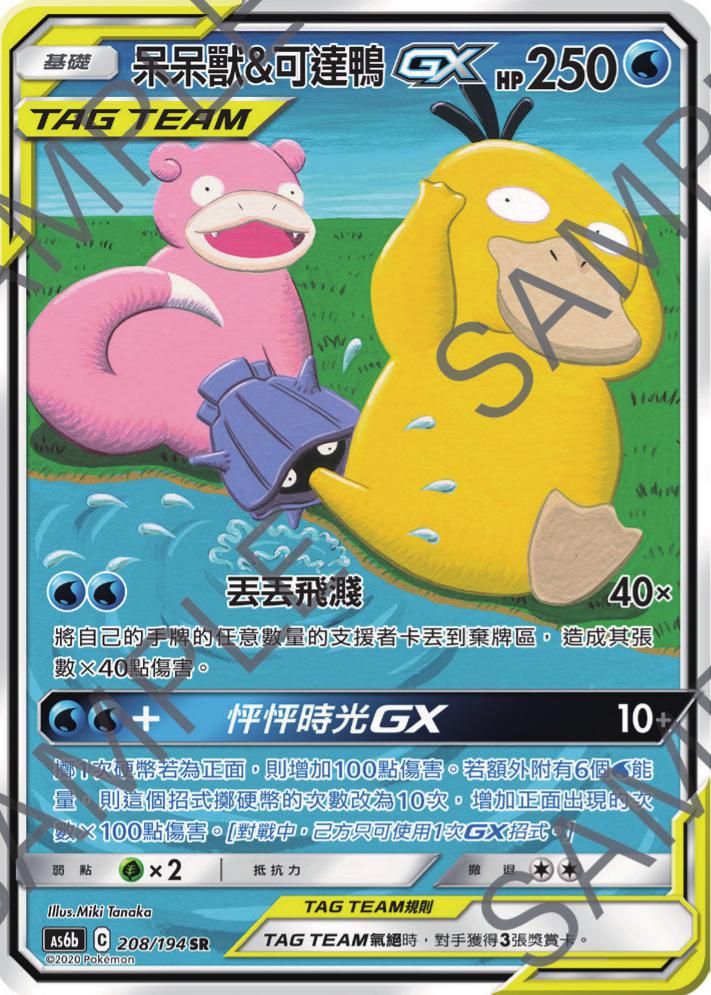 基礎 呆呆獸&可達鴨GX HP250
TAG TEAM
丟丟飛濺 40×
將自己的手牌的任意數量的支援者卡丟到棄牌區,造成其張
數×40點傷害。
+ 怦怦時光GX 10+
擲1次硬幣若為正面,則增加100點傷害。若額外附有6個能
量,則這個招式擲硬幣的次數改為10次,增加正面出現的次
數×100點傷害。[對戰中,己方只可使用1次GX招式。]
弱點 ×2 抵抗力 撤退
Illus.Miki Tanaka
TAG TEAM規則
AS6b C 208/194 SR
TAG TEAM氣絕時,對手獲得3張獎賞卡。
©2020 Pokémon
SAMPLE
SAMPLE
SAMPLE
SAMPLE